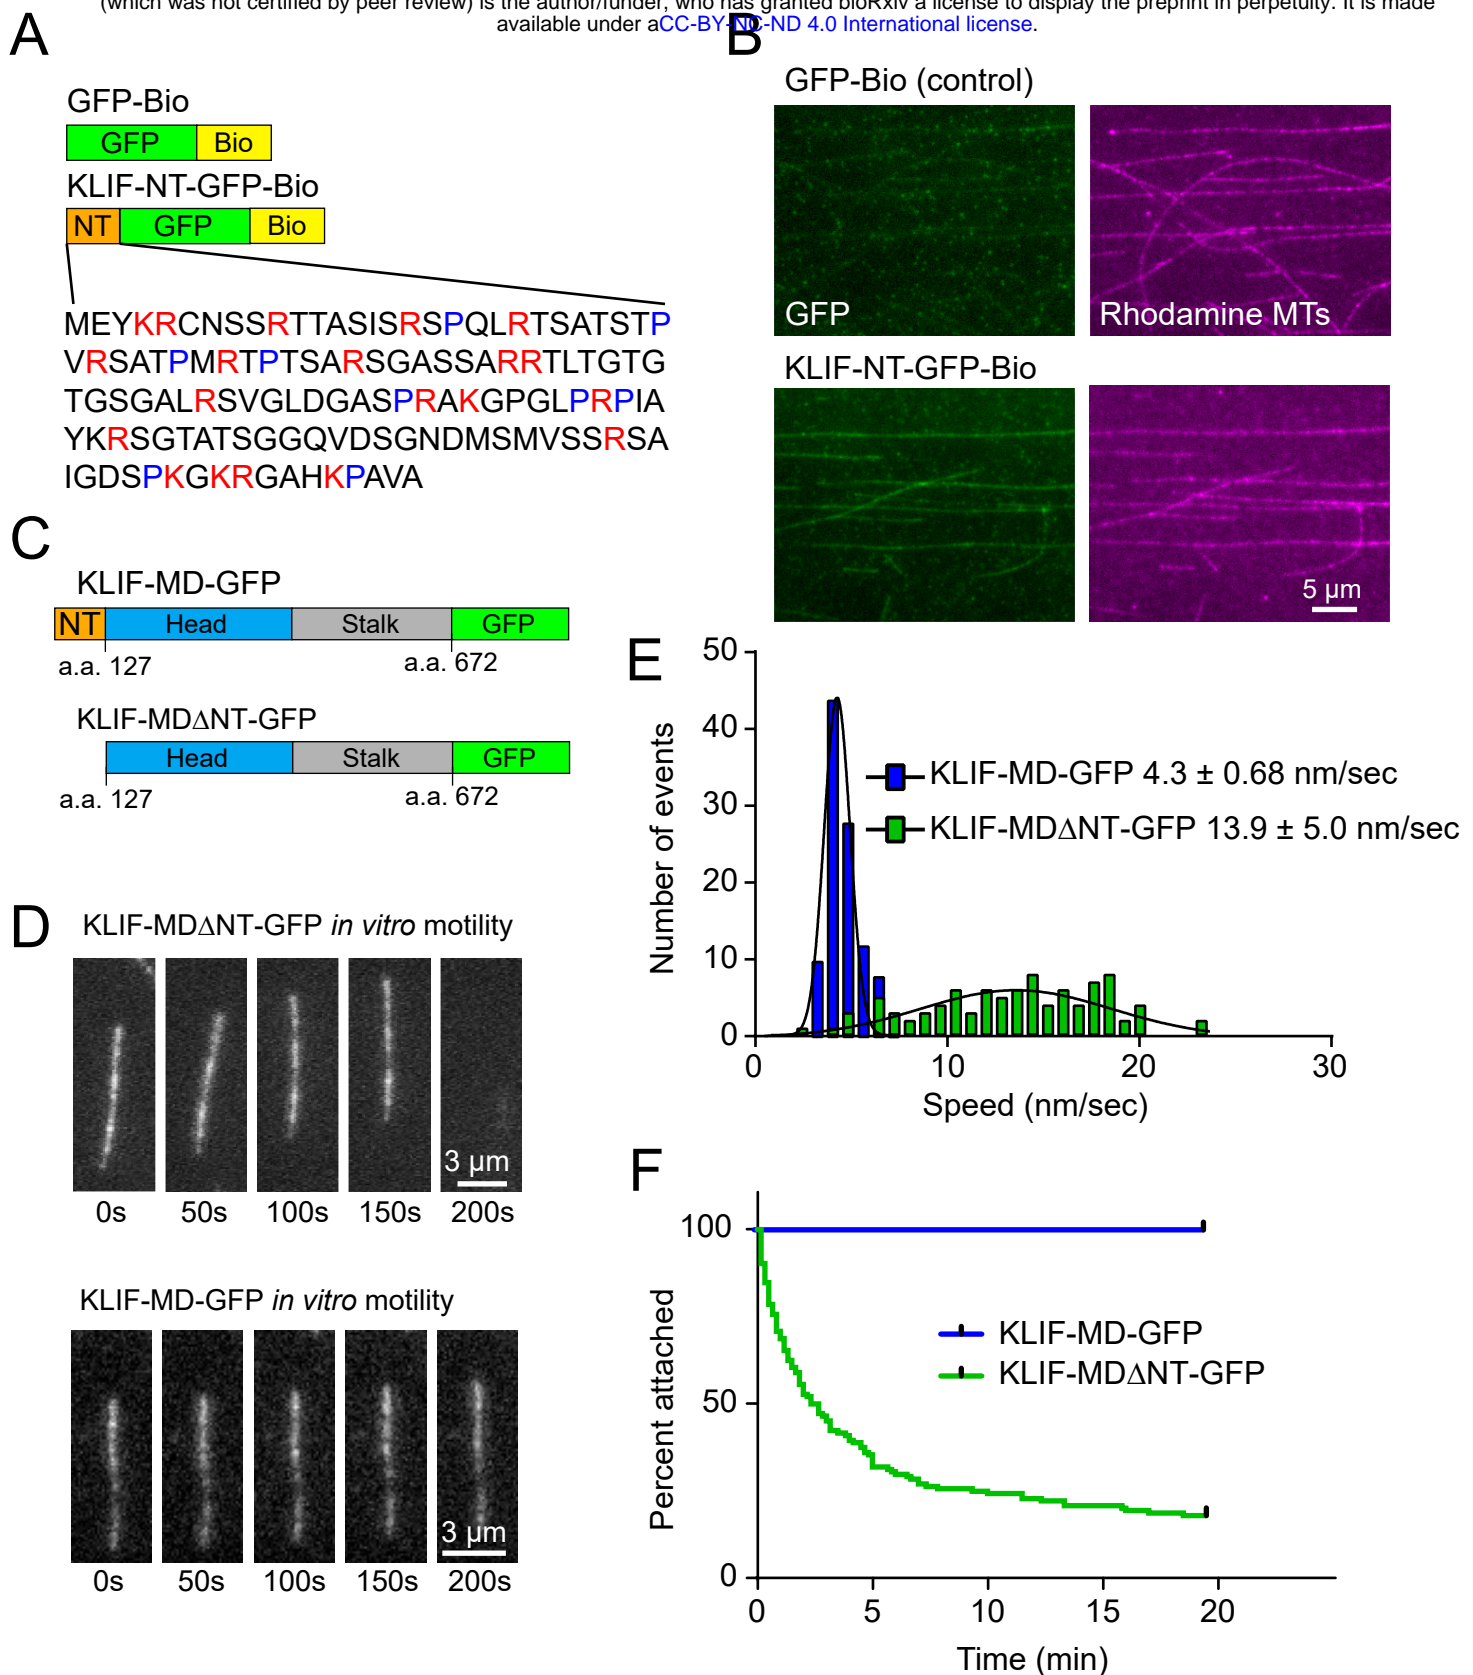 (which was not certified by peer review) is the author/funder, who has granted bioRxiv a license to display the preprint in perpetuity. It is made
available under aCC-BY-NC-ND 4.0 International license.
A
GFP-Bio
GFP Bio
KLIF-NT-GFP-Bio
NT GFP Bio
MEYKRCNSSRTTASISRSPQLRTSATSTP
VRSATPMRTPTSARSGASSARRTLTGTG
TGSGALRSVGLDGASPRAKGPGLPRPIA
YKRSGTATSGGQVDSGNDMSMVSSRSA
IGDSPKGKRGAHKPAVA
B
GFP-Bio (control)
GFP
Rhodamine MTs
KLIF-NT-GFP-Bio
5 µm
C
KLIF-MD-GFP
NT Head Stalk GFP
a.a. 127 a.a. 672
KLIF-MD∆NT-GFP
Head Stalk GFP
a.a. 127 a.a. 672
D
KLIF-MD∆NT-GFP in vitro motility
3 µm
0s 50s 100s 150s 200s
KLIF-MD-GFP in vitro motility
3 µm
0s 50s 100s 150s 200s
E
Number of events
50
40
30
20
10
0
KLIF-MD-GFP 4.3 ± 0.68 nm/sec
KLIF-MD∆NT-GFP 13.9 ± 5.0 nm/sec
0 10 20 30
Speed (nm/sec)
F
Percent attached
100
50
0
KLIF-MD-GFP
KLIF-MD∆NT-GFP
0 5 10 15 20
Time (min)